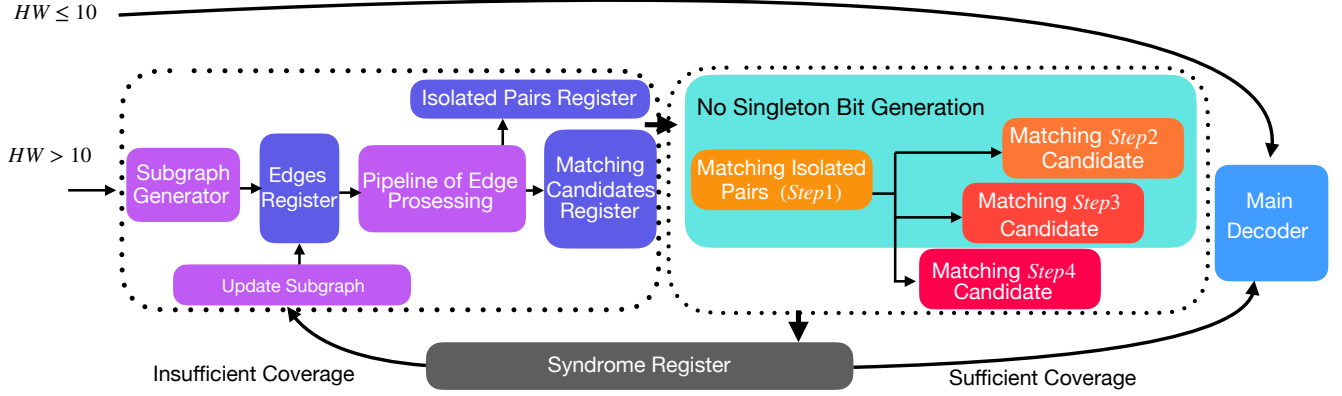 HW ≤ 10
Isolated Pairs Register
No Singleton Bit Generation
HW > 10
Subgraph
Generator
Edges
Register
Pipeline of Edge
Prosessing
Matching
Candidates
Register
Matching Isolated
Pairs (Step1)
Matching Step2
Candidate
Matching Step3
Candidate
Matching Step4
Candidate
Main
Decoder
Update Subgraph
Insufficient Coverage
Syndrome Register
Sufficient Coverage